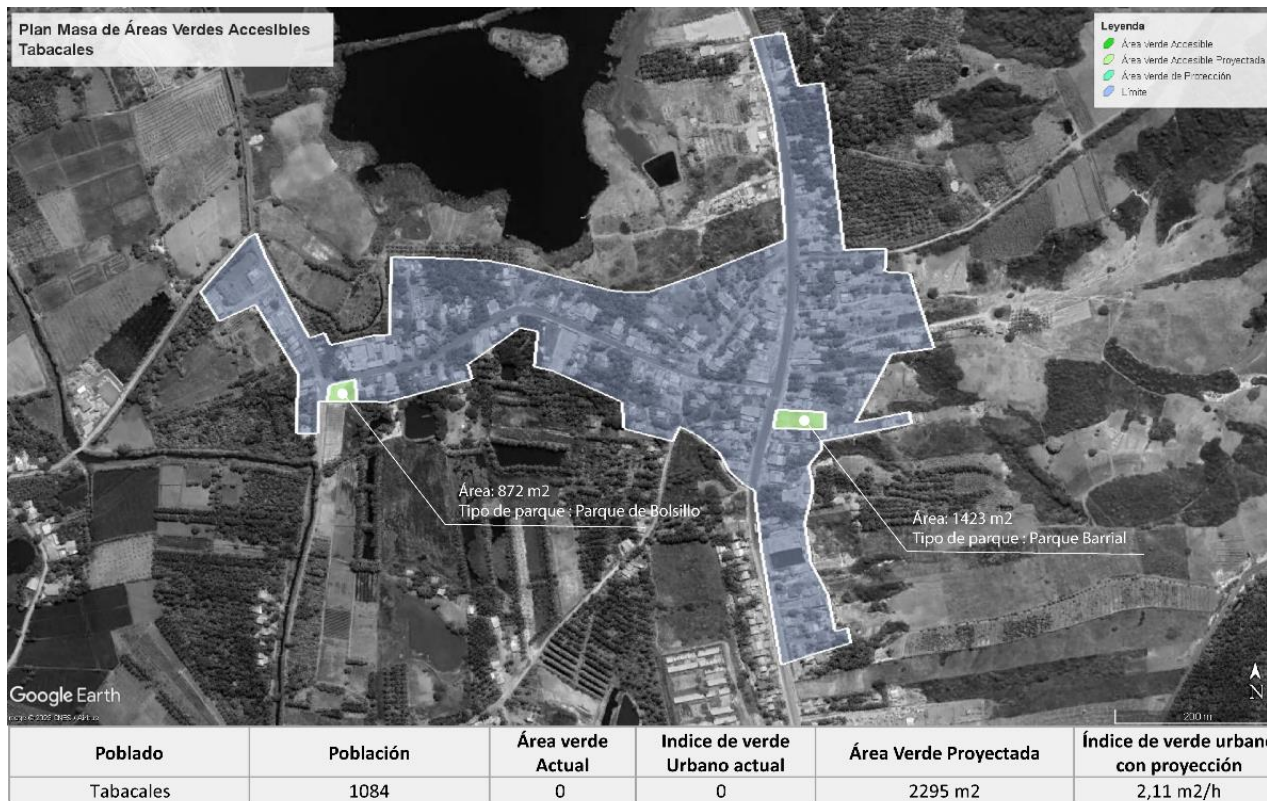 Plan Masa de Áreas Verdes Accesibles
Tabacales
Leyenda
Área Verde Accesible
Área Verde Accesible Proyectada
Área Verde de Protección
Límite
Área: 872 m2
Tipo de parque : Parque de Bolsillo
Área: 1423 m2
Tipo de parque : Parque Barrial
Google Earth
N
200 m
Poblado Población Área verde Actual Indice de verde Urbano actual Área Verde Proyectada Índice de verde urbano con proyección
Tabacales 1084 0 0 2295 m2 2,11 m2/h